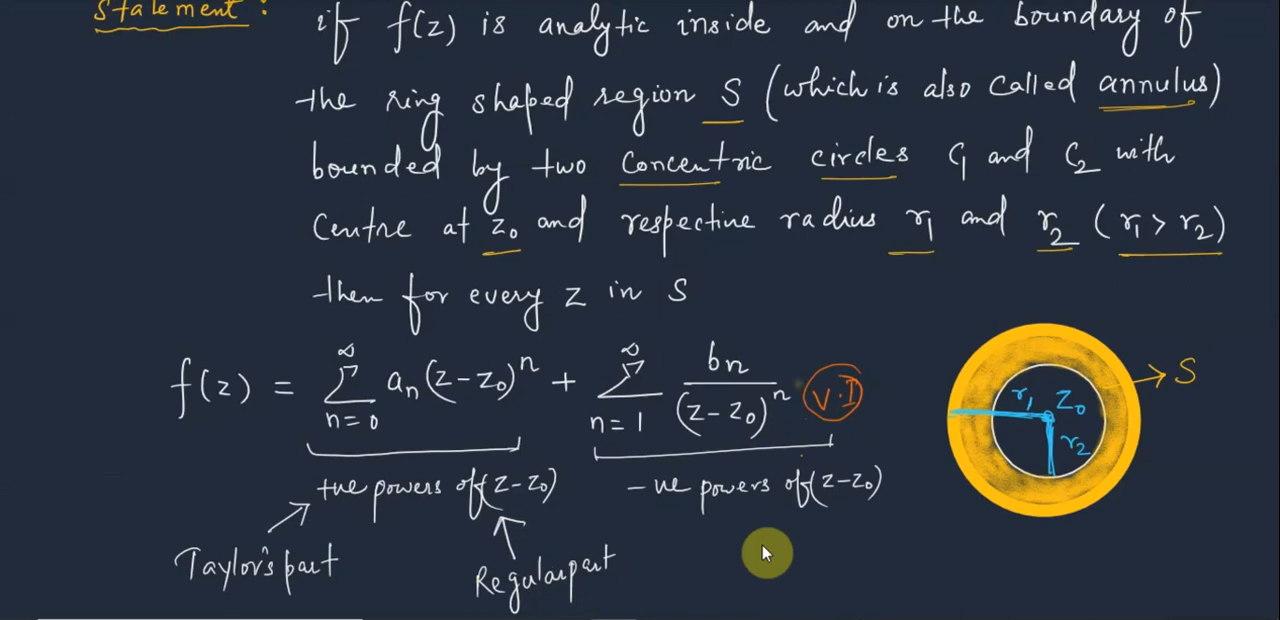 Statement :
if f(z) is analytic inside and on the boundary of
the ring shaped region S (which is also called annulus)
bounded by two concentric circles C1 and C2 with
Centre at z₀ and respective radius r₁ and r₂ (r₁ > r₂)
then for every z in S
f(z) = ∞ Σ n=0 aₙ(z-z₀)ⁿ + ∞ Σ n=1 bₙ/(z-z₀)ⁿ V.I
+ve powers of (z-z₀) -ve powers of (z-z₀)
Taylor's part Regular part
S
r₁ z₀
r₂